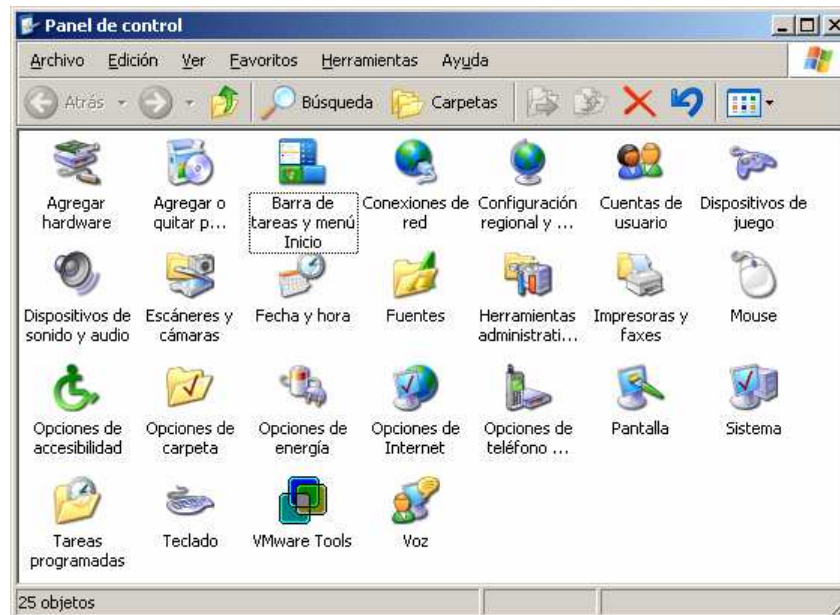 Panel de control
Archivo Edición Ver Favoritos Herramientas Ayuda
Atrás Búsqueda Carpetas
Agregar hardware
Agregar o quitar p...
Barra de tareas y menú Inicio
Conexiones de red
Configuración regional y ...
Cuentas de usuario
Dispositivos de juego
Dispositivos de sonido y audio
Escáneres y cámaras
Fecha y hora
Fuentes
Herramientas administrati...
Impresoras y faxes
Mouse
Opciones de accesibilidad
Opciones de carpeta
Opciones de energía
Opciones de Internet
Opciones de teléfono ...
Pantalla
Sistema
Tareas programadas
Teclado
VMware Tools
Voz
25 objetos